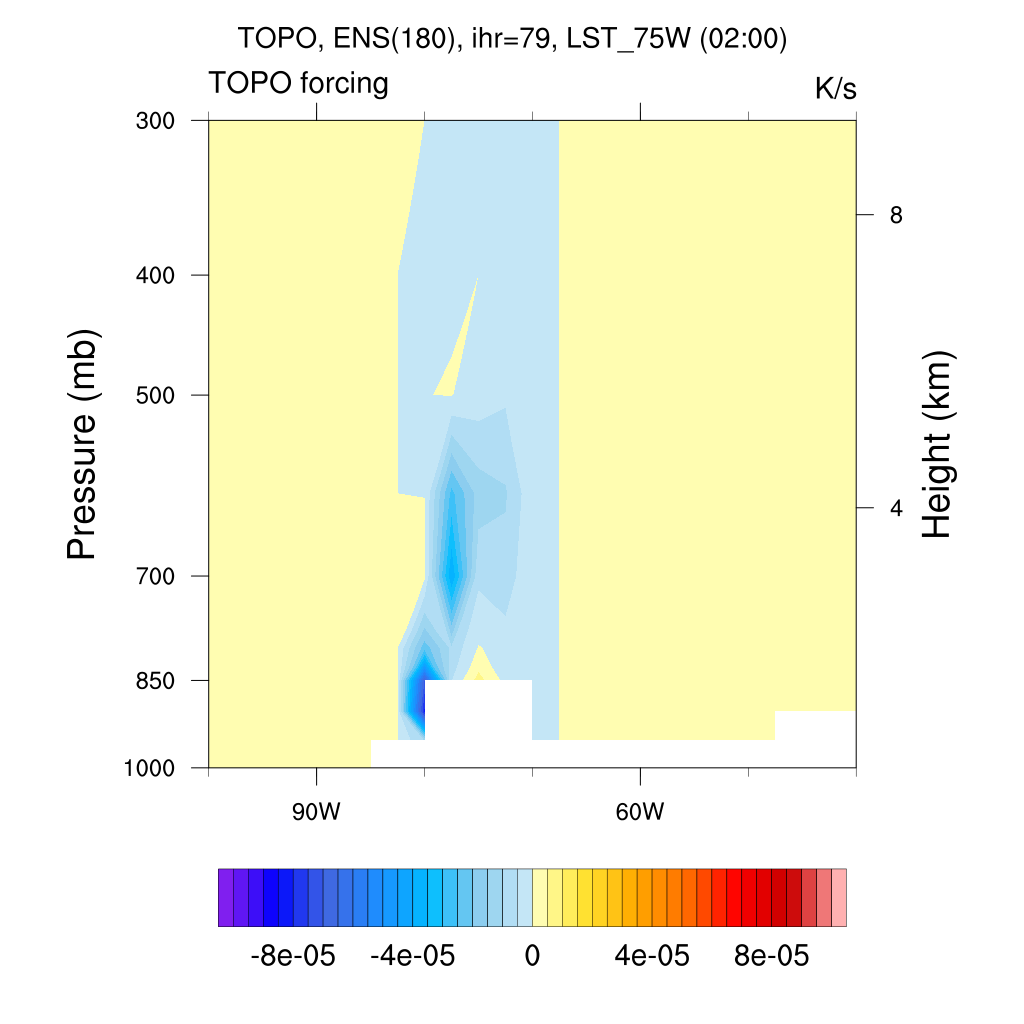 TOPO, ENS(180), ihr=79, LST_75W (02:00)
TOPO forcing
K/s
300
400
500
700
850
1000
Pressure (mb)
8
4
Height (km)
90W
60W
-8e-05
-4e-05
0
4e-05
8e-05